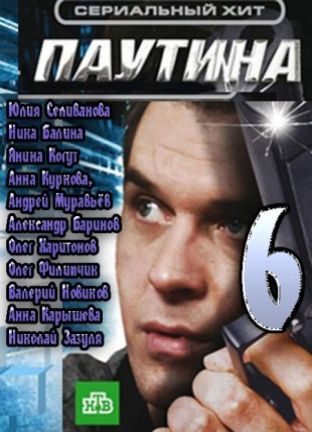 СЕРИАЛЬНЫЙ ХИТ
ПАУТИНА
Юлия Селиванова
Ника Балина
Янина Когут
Анна Куркова,
Андрей Муравьёв
Александр Баринов
Олег Харитонов
Олег Филипчик
Валерий Новиков
Анна Карышева
Николай Зазуля
6
НТВ